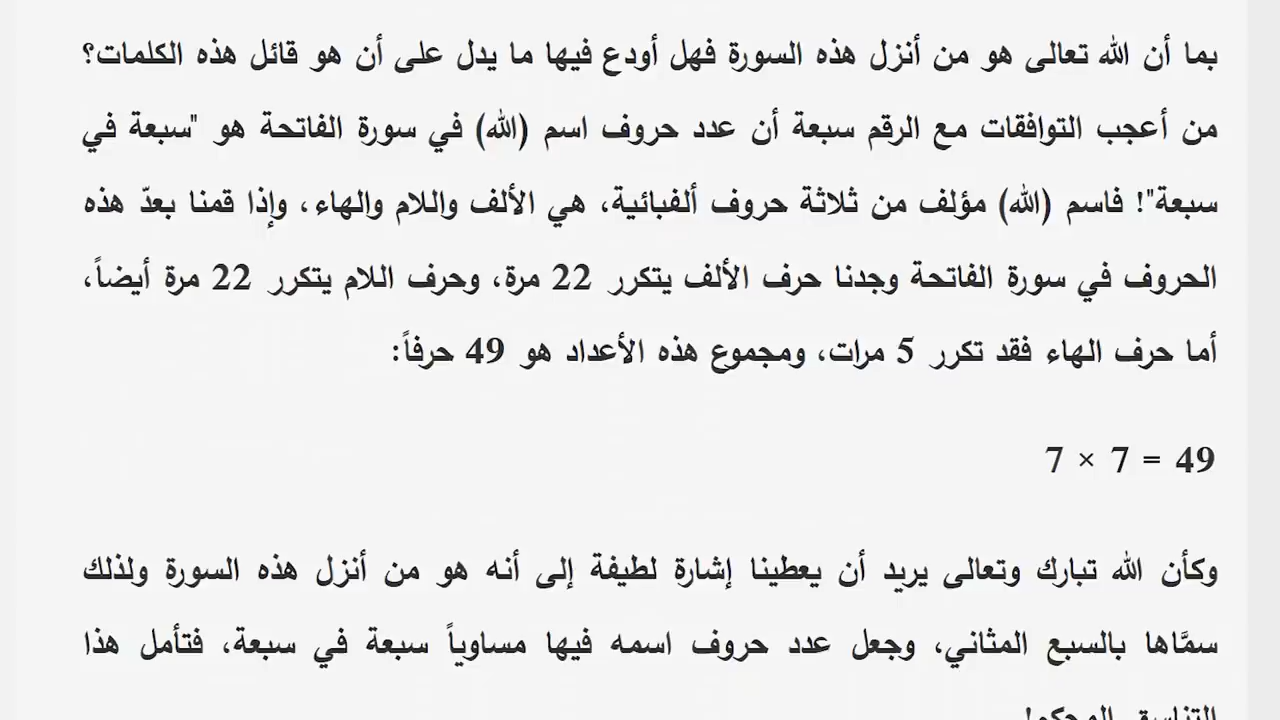 بما أن الله تعالى هو من أنزل هذه السورة فهل أودع فيها ما يدل على أن هو قائل هذه الكلمات؟
من أعجب التوافقات مع الرقم سبعة أن عدد حروف اسم (الله) في سورة الفاتحة هو "سبعة في
سبعة"! فاسم (الله) مؤلف من ثلاثة حروف ألفبائية، هي الألف واللام والهاء، وإذا قمنا بعدّ هذه
الحروف في سورة الفاتحة وجدنا حرف الألف يتكرر 22 مرة، وحرف اللام يتكرر 22 مرة أيضاً،
أما حرف الهاء فقد تكرر 5 مرات، ومجموع هذه الأعداد هو 49 حرفاً:
7 × 7 = 49
وكأن الله تبارك وتعالى يريد أن يعطينا إشارة لطيفة إلى أنه هو من أنزل هذه السورة ولذلك
سمَّاها بالسبع المثاني، وجعل عدد حروف اسمه فيها مساوياً سبعة في سبعة، فتأمل هذا